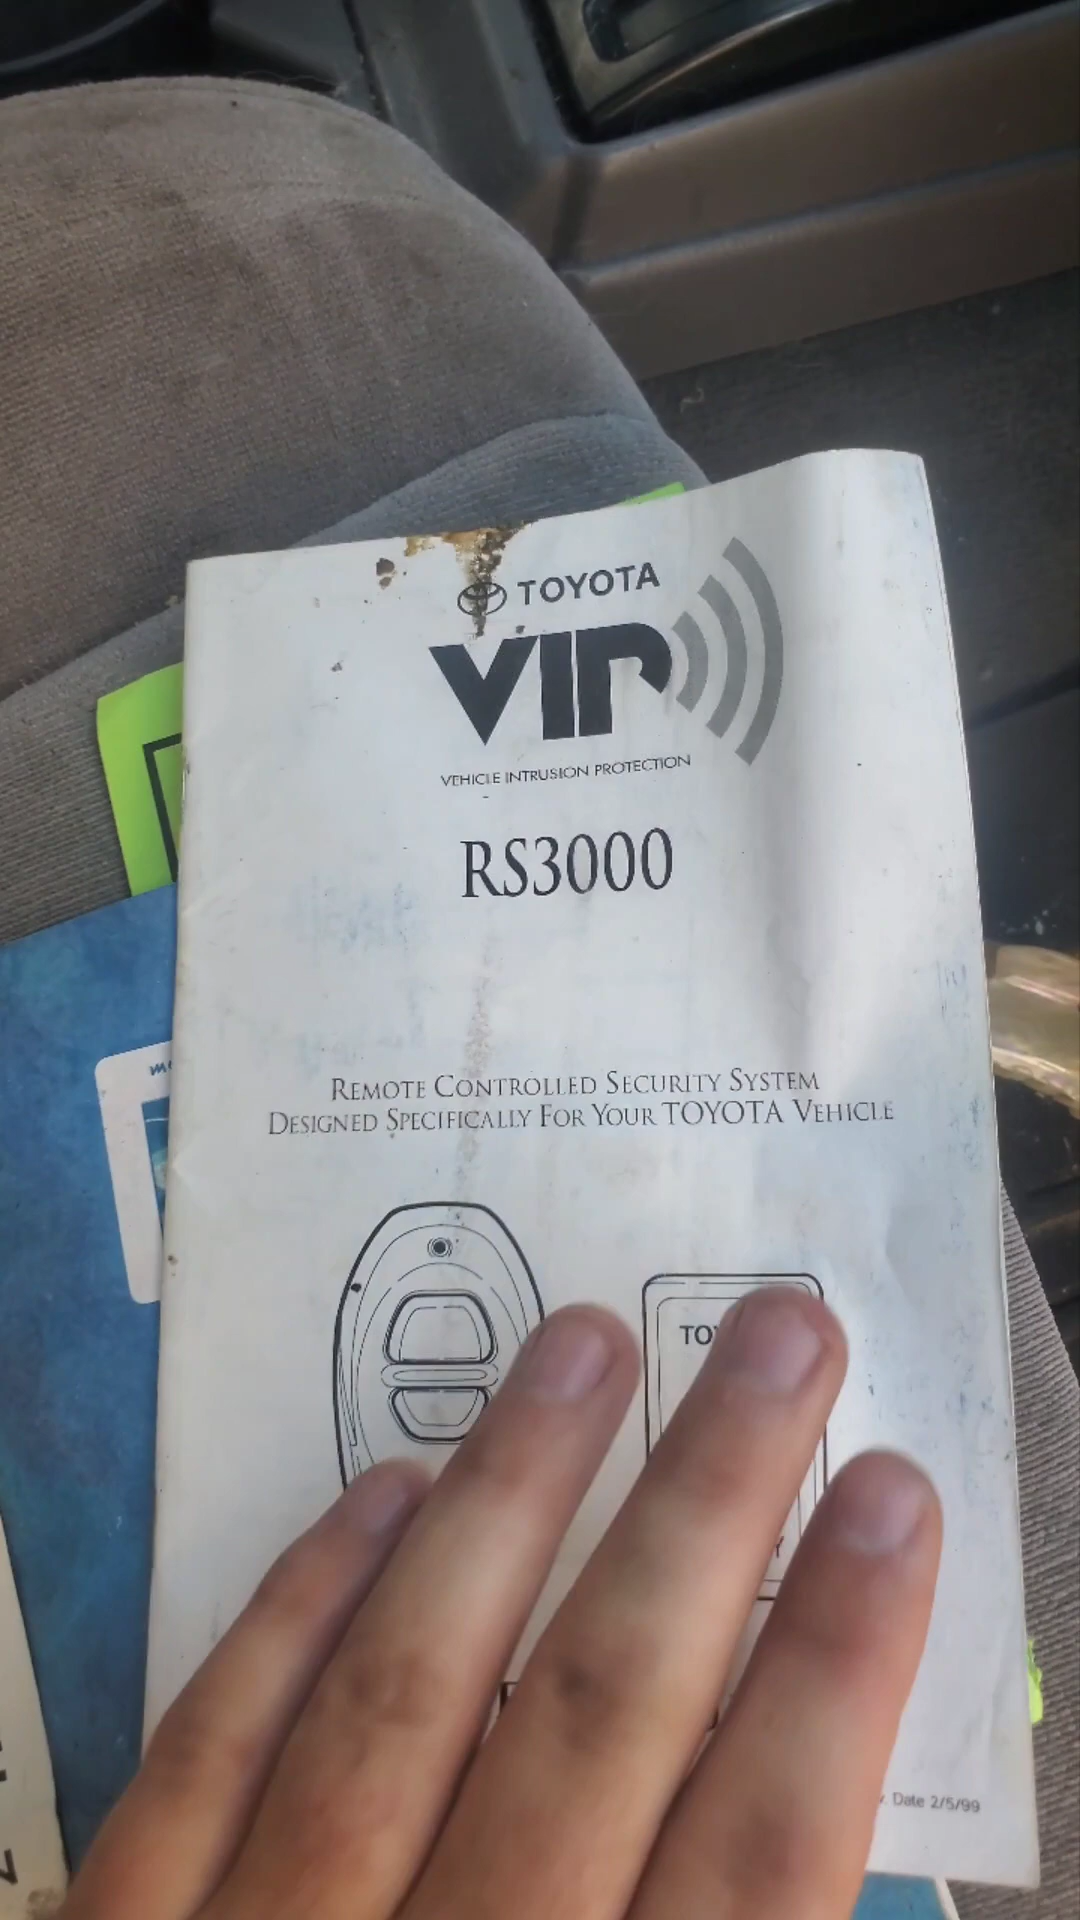 TOYOTA
VIP
VEHICLE INTRUSION PROTECTION
RS3000
REMOTE CONTROLLED SECURITY SYSTEM
DESIGNED SPECIFICALLY FOR YOUR TOYOTA VEHICLE
Date 2/5/99